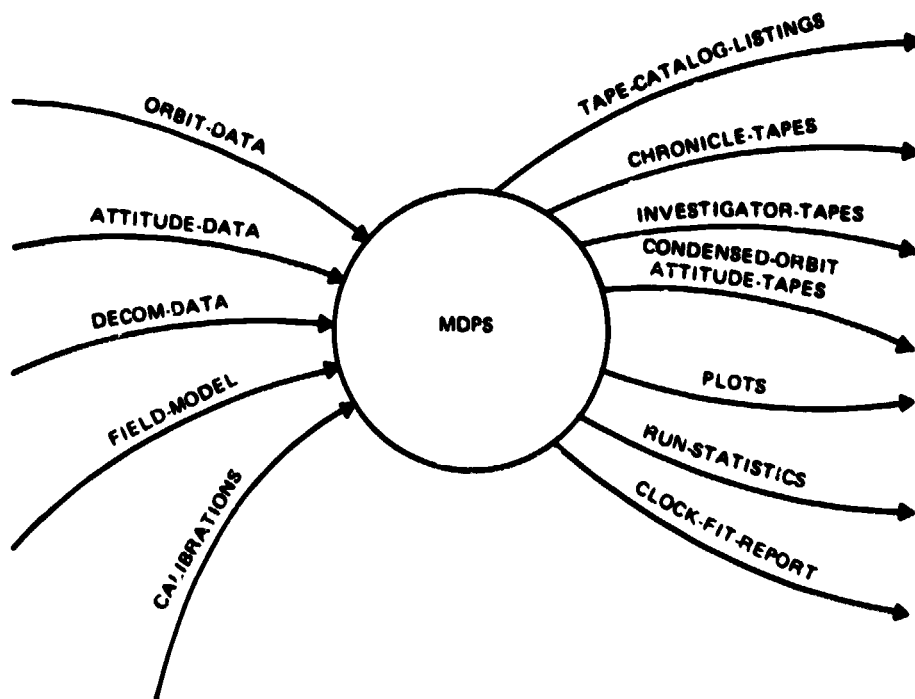 ORBIT-DATA
ATTITUDE-DATA
DECOM-DATA
FIELD-MODEL
CALIBRATIONS
MDPS
TAPE-CATALOG-LISTINGS
CHRONICLE-TAPES
INVESTIGATOR-TAPES
CONDENSED-ORBIT
ATTITUDE-TAPES
PLOTS
RUN-STATISTICS
CLOCK-FIT-REPORT